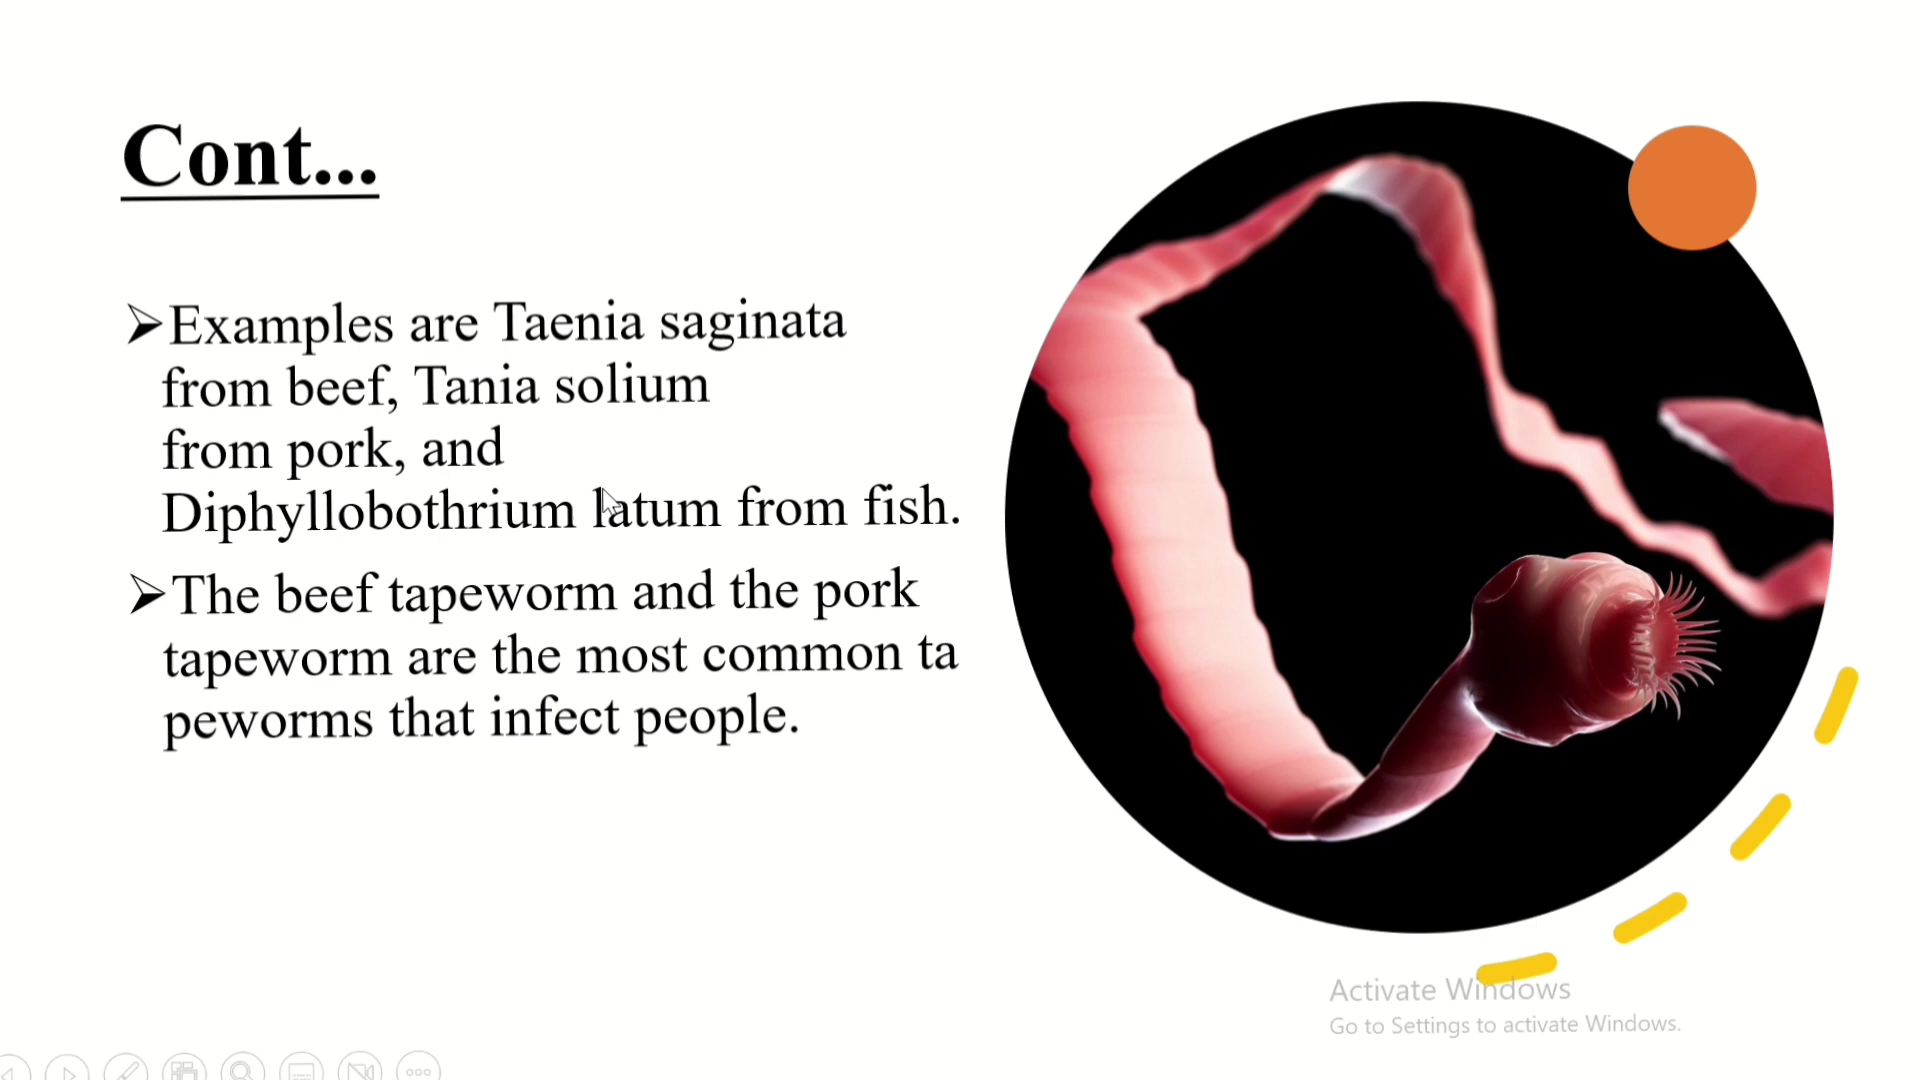 Cont...
➢Examples are Taenia saginata
from beef, Tania solium
from pork, and
Diphyllobothrium latum from fish.
➢The beef tapeworm and the pork
tapeworm are the most common ta
peworms that infect people.
Activate Windows
Go to Settings to activate Windows.